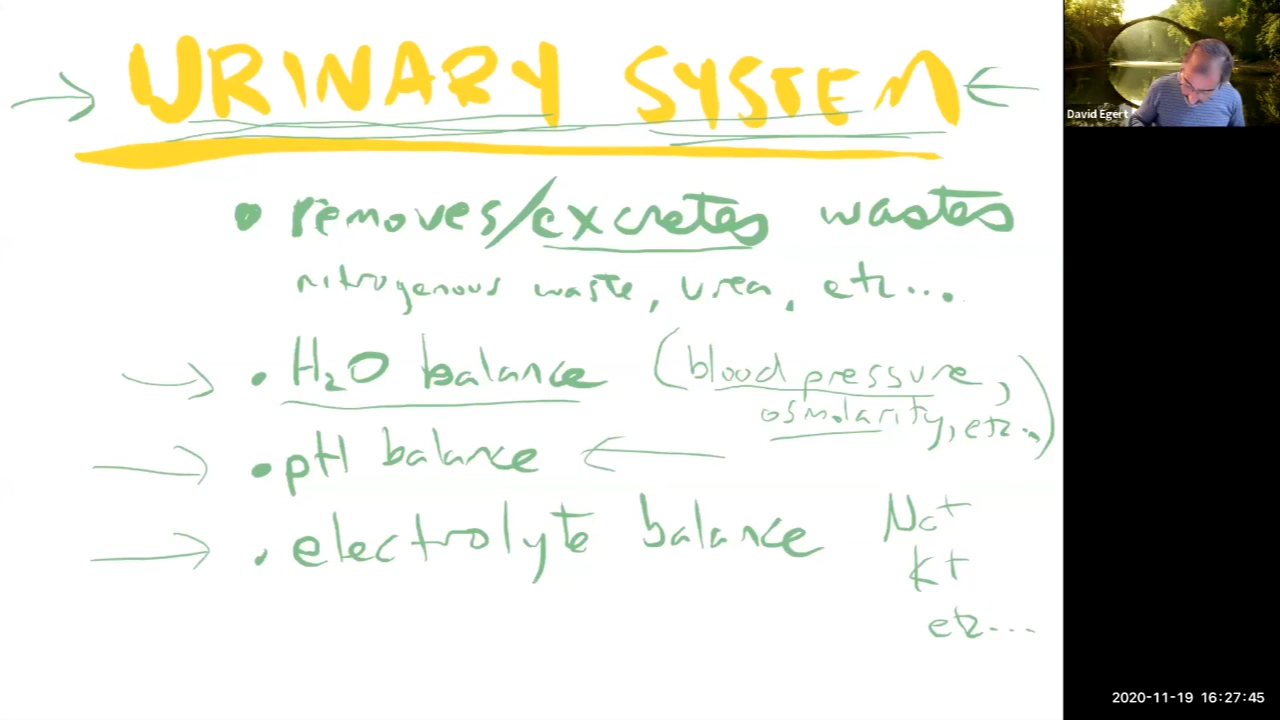 → URINARY SYSTEM ←
• removes/excretes wastes
nitrogenous waste, urea, etc...
→ • H₂O balance (blood pressure,
osmolarity, etc...)
→ • pH balance ←
→ • electrolyte balance Na+
K+
etc...
David Egert
2020-11-19 16:27:45